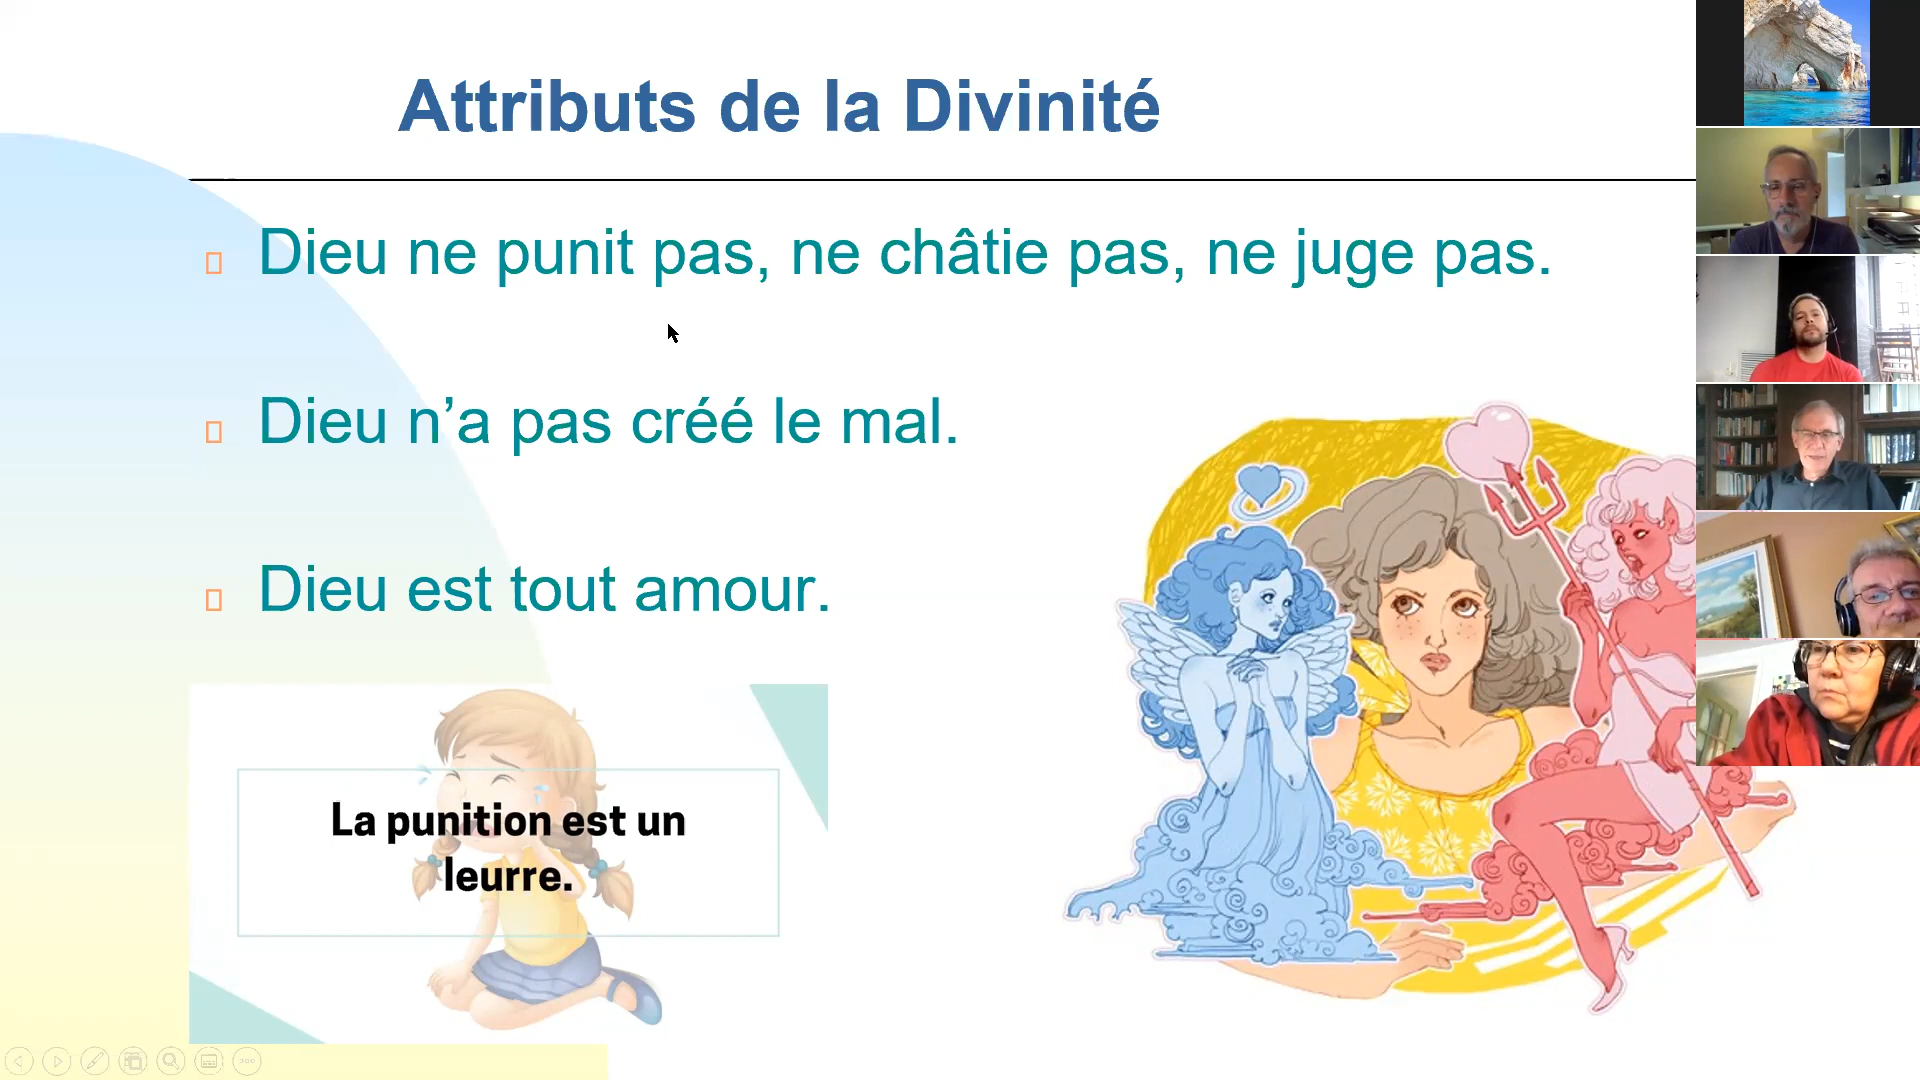 Attributs de la Divinité
Dieu ne punit pas, ne châtie pas, ne juge pas.
Dieu n’a pas créé le mal.
Dieu est tout amour.
La punition est un
leurre.